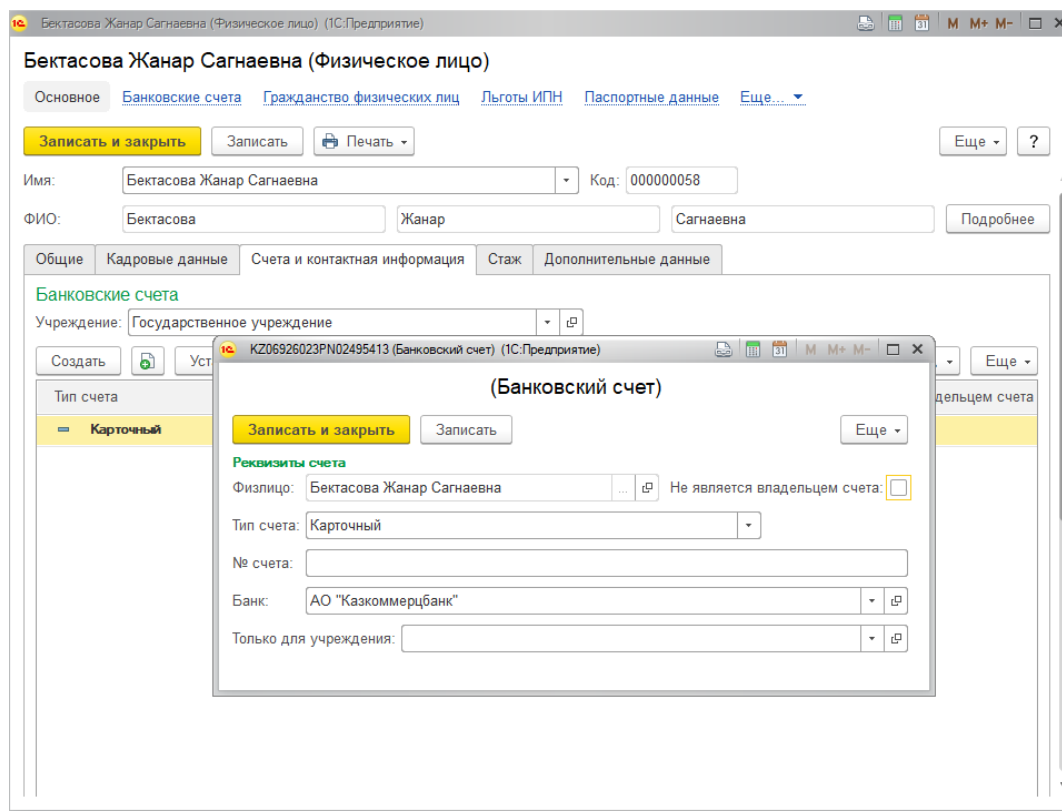 Бектасова Жанар Сагнаевна (Физическое лицо) (1С:Предприятие) M M+ M-
Бектасова Жанар Сагнаевна (Физическое лицо)
Основное Банковские счета Гражданство физических лиц Льготы ИПН Паспортные данные Еще...
Записать и закрыть Записать Печать Еще ?
Имя: Бектасова Жанар Сагнаевна Код: 000000058
ФИО: Бектасова Жанар Сагнаевна Подробнее
Общие Кадровые данные Счета и контактная информация Стаж Дополнительные данные
Банковские счета
Учреждение: Государственное учреждение
Создать Уст Еще
Тип счета дельцем счета
Карточный
KZ06926023PN02495413 (Банковский счет) (1С:Предприятие) M M+ M-
(Банковский счет)
Записать и закрыть Записать Еще
Реквизиты счета
Физлицо: Бектасова Жанар Сагнаевна ... Не является владельцем счета:
Тип счета: Карточный
№ счета:
Банк: АО "Казкоммерцбанк"
Только для учреждения: